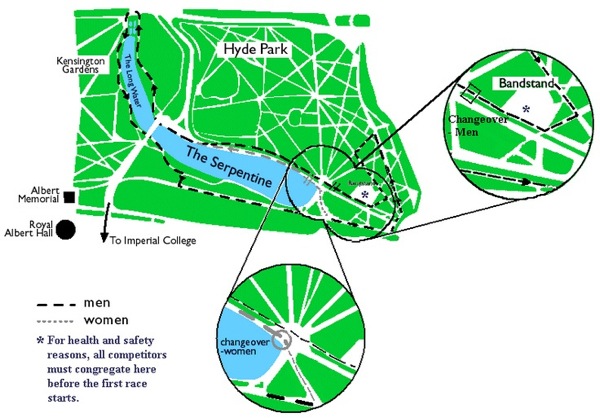 Hyde Park
Kensington
Gardens
The Long Water
The Serpentine
Bandstand
*
Changeover
- Men
*
Albert
Memorial
Royal
Albert Hall
To Imperial College
men
women
* For health and safety
reasons, all competitors
must congregate here
before the first race
starts.
changeover
-women